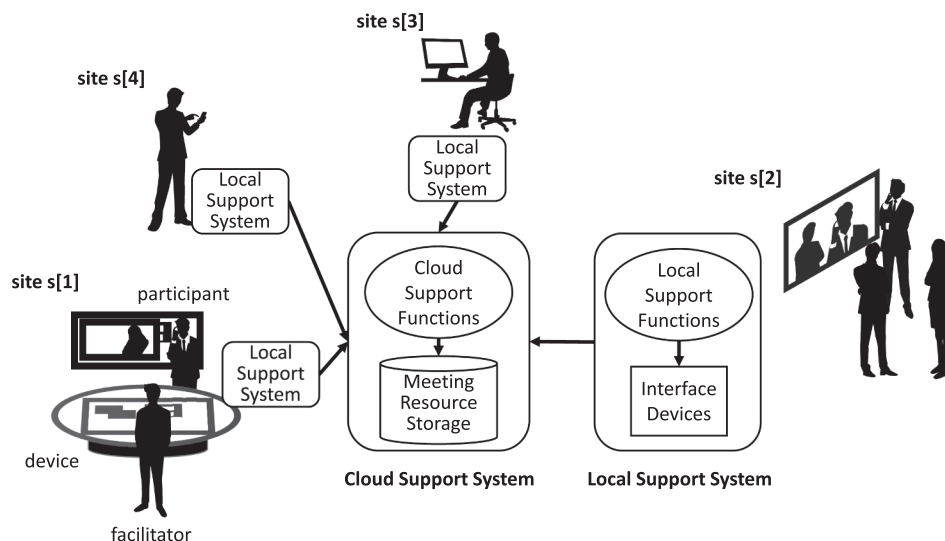 site s[3]
site s[4]
Local
Support
System
site s[2]
Local
Support
System
Cloud
Support
Functions
Local
Support
Functions
site s[1]
participant
Local
Support
System
Meeting
Resource
Storage
Interface
Devices
device
Cloud Support System
Local Support System
facilitator